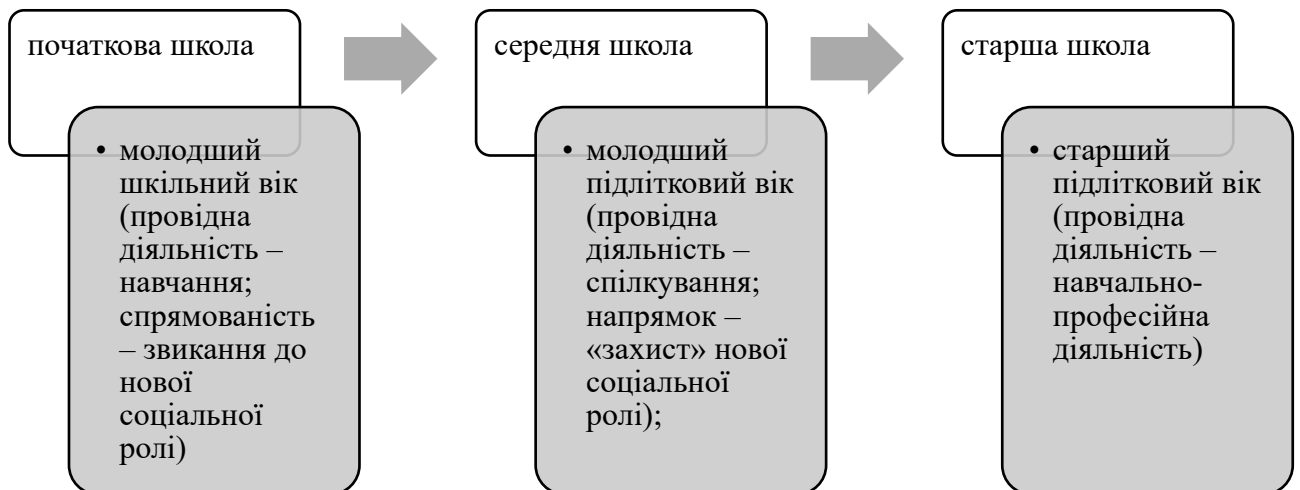 початкова школа
• молодший
шкільний вік
(провідна
діяльність –
навчання;
спрямованість
– звикання до
нової
соціальної
ролі)
середня школа
• молодший
підлітковий вік
(провідна
діяльність –
спілкування;
напрямок –
«захист» нової
соціальної
ролі);
старша школа
• старший
підлітковий вік
(провідна
діяльність –
навчально-
професійна
діяльність)